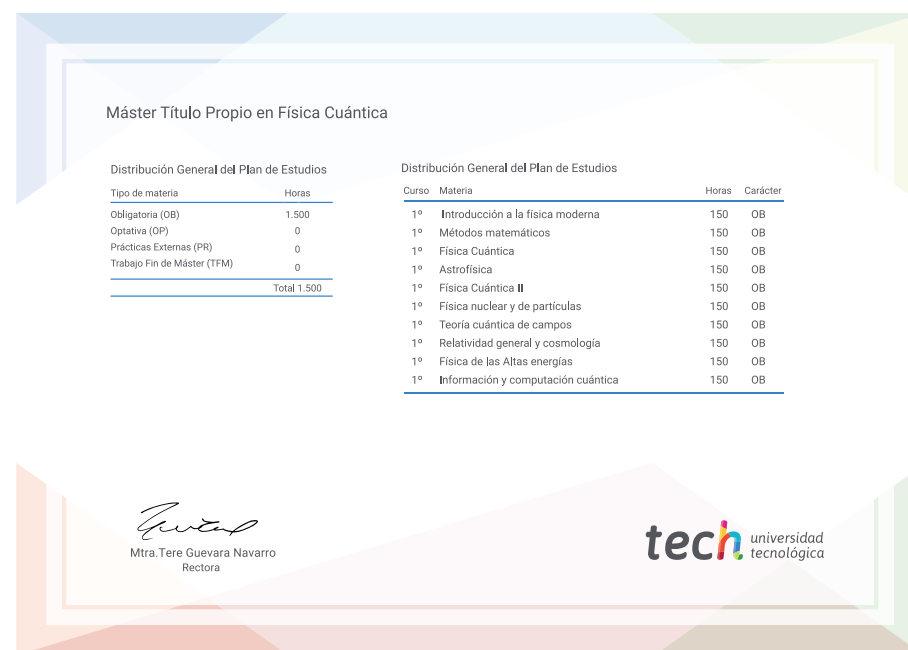 Máster Título Propio en Física Cuántica
Distribución General del Plan de Estudios
Tipo de materia Horas
Obligatoria (OB) 1.500
Optativa (OP) 0
Prácticas Externas (PR) 0
Trabajo Fin de Máster (TFM) 0
Total 1.500
Distribución General del Plan de Estudios
Curso Materia Horas Carácter
1º Introducción a la física moderna 150 OB
1º Métodos matemáticos 150 OB
1º Física Cuántica 150 OB
1º Astrofísica 150 OB
1º Física Cuántica II 150 OB
1º Física nuclear y de partículas 150 OB
1º Teoría cuántica de campos 150 OB
1º Relatividad general y cosmología 150 OB
1º Física de las Altas energías 150 OB
1º Información y computación cuántica 150 OB
Mtra.Tere Guevara Navarro
Rectora
tech universidad
tecnológica